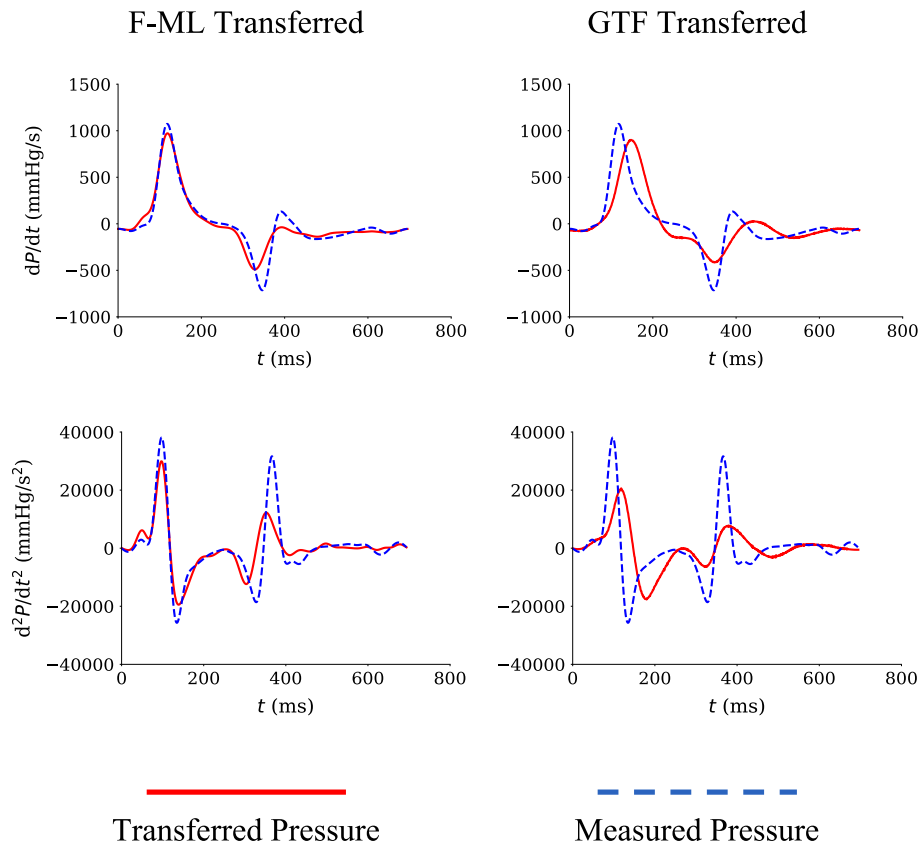 F-ML Transferred
GTF Transferred
1500
1000
500
0
−500
−1000
dP/dt (mmHg/s)
0 200 400 600 800
t (ms)
1500
1000
500
0
−500
−1000
0 200 400 600 800
t (ms)
40000
20000
0
−20000
−40000
d²P/dt² (mmHg/s²)
0 200 400 600 800
t (ms)
40000
20000
0
−20000
−40000
0 200 400 600 800
t (ms)
Transferred Pressure
Measured Pressure